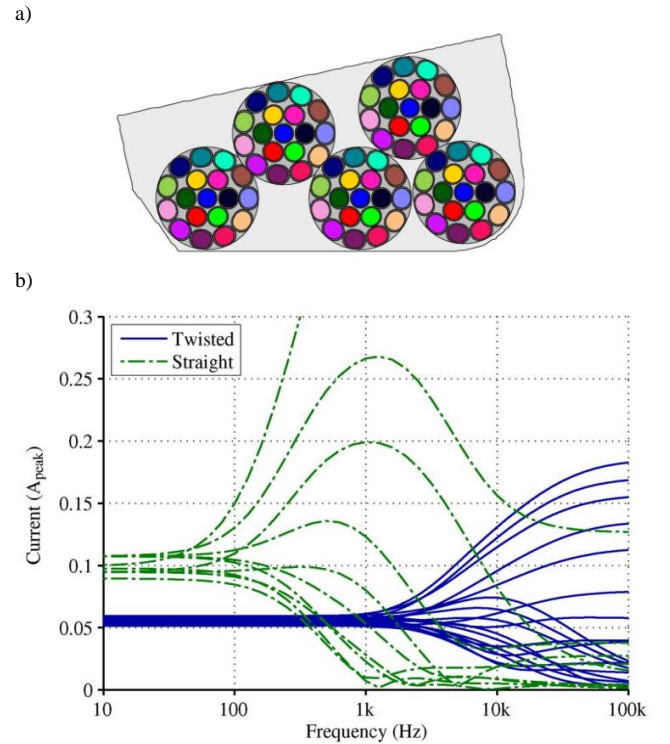 a)
b)
0.3
Twisted
Straight
0.25
0.2
0.15
0.1
0.05
0
Current (A_peak)
10 100 1k 10k 100k
Frequency (Hz)